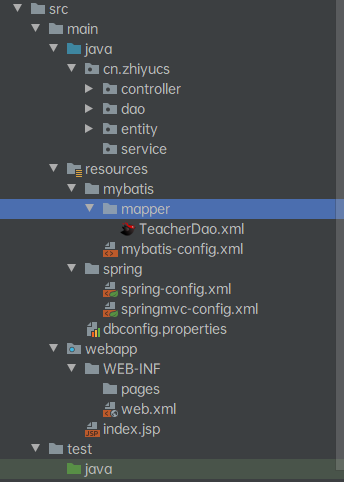 src
main
java
cn.zhiyucs
controller
dao
entity
service
resources
mybatis
mapper
TeacherDao.xml
mybatis-config.xml
spring
spring-config.xml
springmvc-config.xml
dbconfig.properties
webapp
WEB-INF
pages
web.xml
index.jsp
test
java